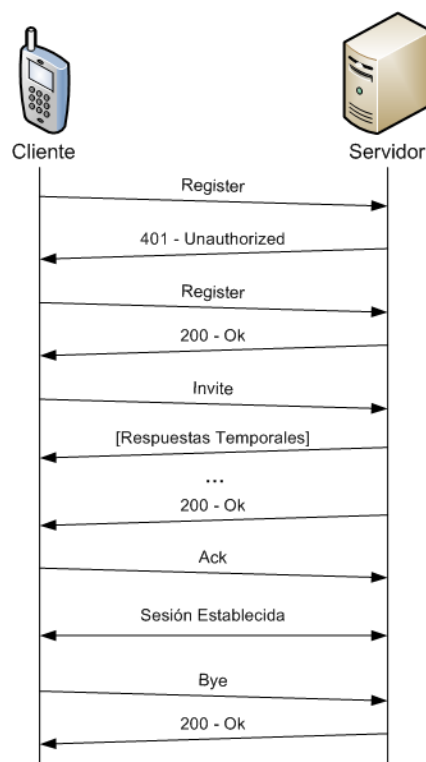 Cliente
Servidor
Register
401 - Unauthorized
Register
200 - Ok
Invite
[Respuestas Temporales]
...
200 - Ok
Ack
Sesión Establecida
Bye
200 - Ok